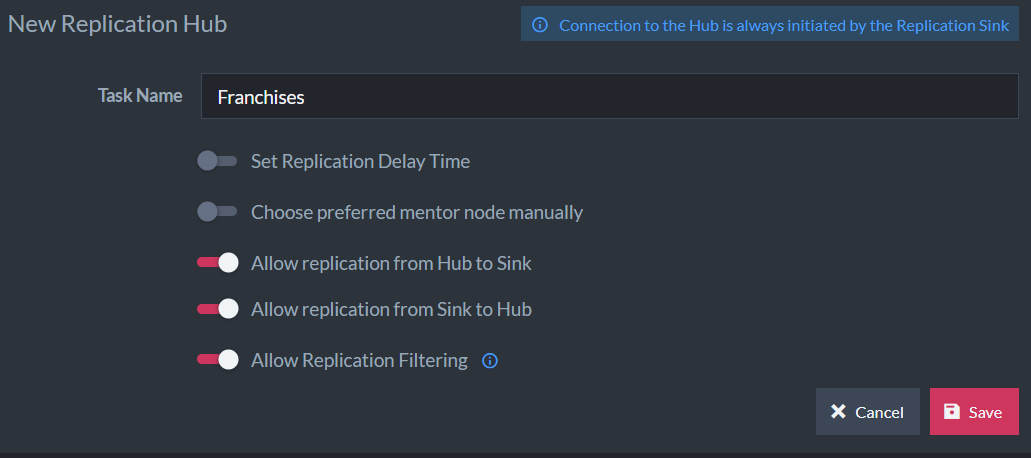 New Replication Hub
Connection to the Hub is always initiated by the Replication Sink
Task Name
Franchises
Set Replication Delay Time
Choose preferred mentor node manually
Allow replication from Hub to Sink
Allow replication from Sink to Hub
Allow Replication Filtering
Cancel
Save